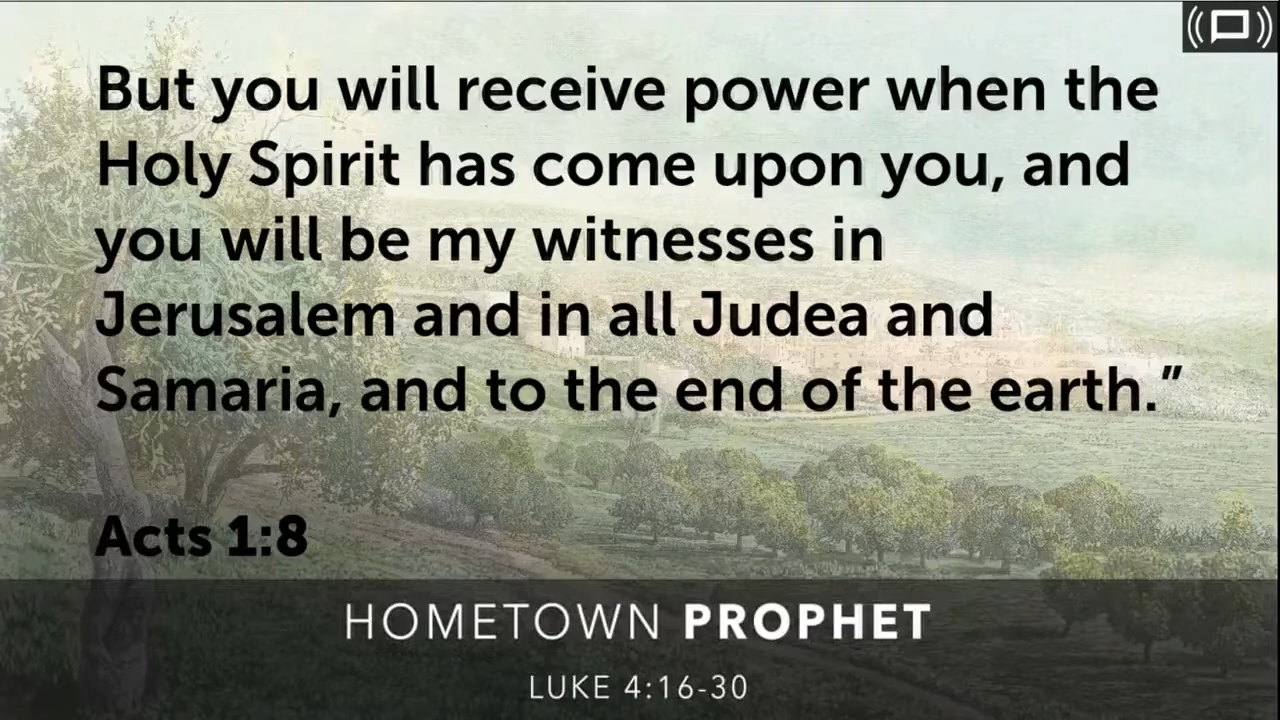 But you will receive power when the
Holy Spirit has come upon you, and
you will be my witnesses in
Jerusalem and in all Judea and
Samaria, and to the end of the earth.”
Acts 1:8
HOMETOWN PROPHET
LUKE 4:16-30